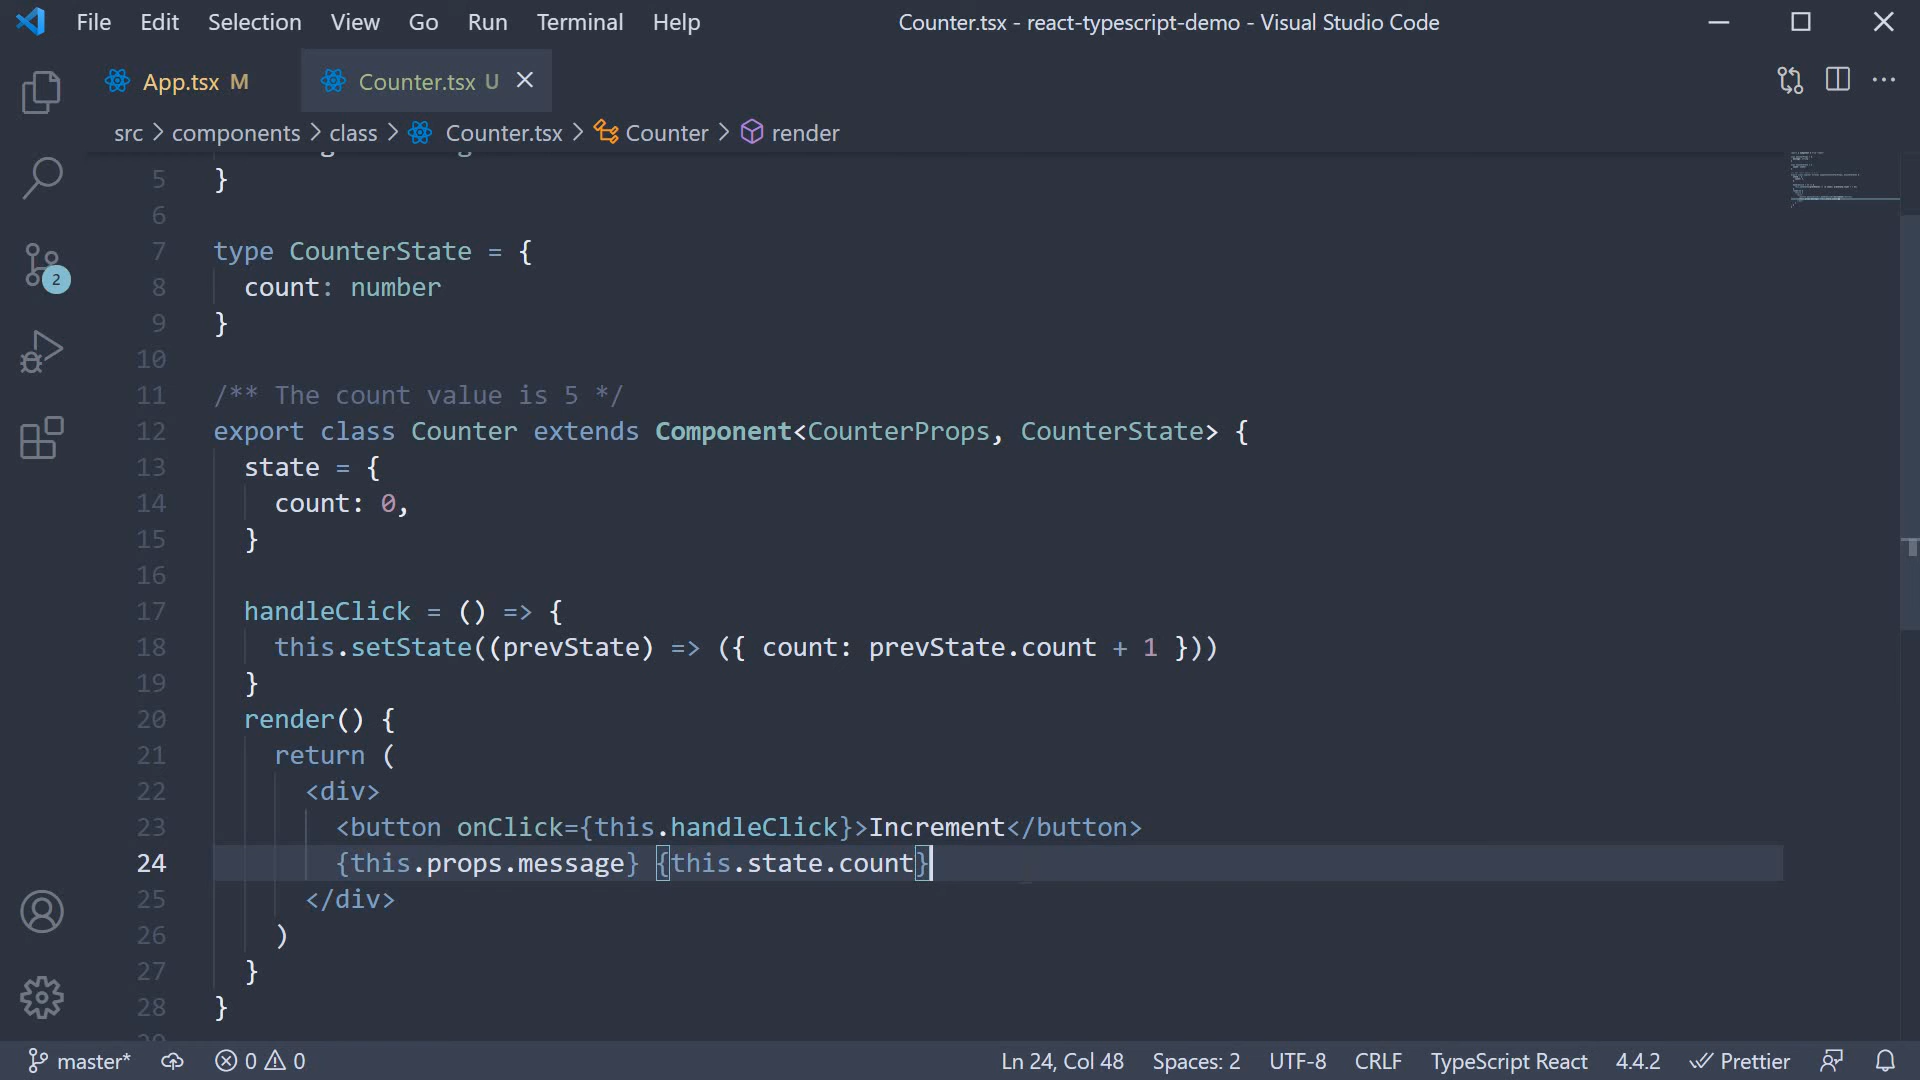 File Edit Selection View Go Run Terminal Help Counter.tsx - react-typescript-demo - Visual Studio Code
App.tsx M Counter.tsx U
src > components > class > Counter.tsx > Counter > render
5 }
6
7 type CounterState = {
8 count: number
9 }
10
11 /** The count value is 5 */
12 export class Counter extends Component<CounterProps, CounterState> {
13 state = {
14 count: 0,
15 }
16
17 handleClick = () => {
18 this.setState((prevState) => ({ count: prevState.count + 1 }))
19 }
20 render() {
21 return (
22 <div>
23 <button onClick={this.handleClick}>Increment</button>
24 {this.props.message} {this.state.count}
25 </div>
26 )
27 }
28 }
2
master* 0 0 Ln 24, Col 48 Spaces: 2 UTF-8 CRLF TypeScript React 4.4.2 Prettier